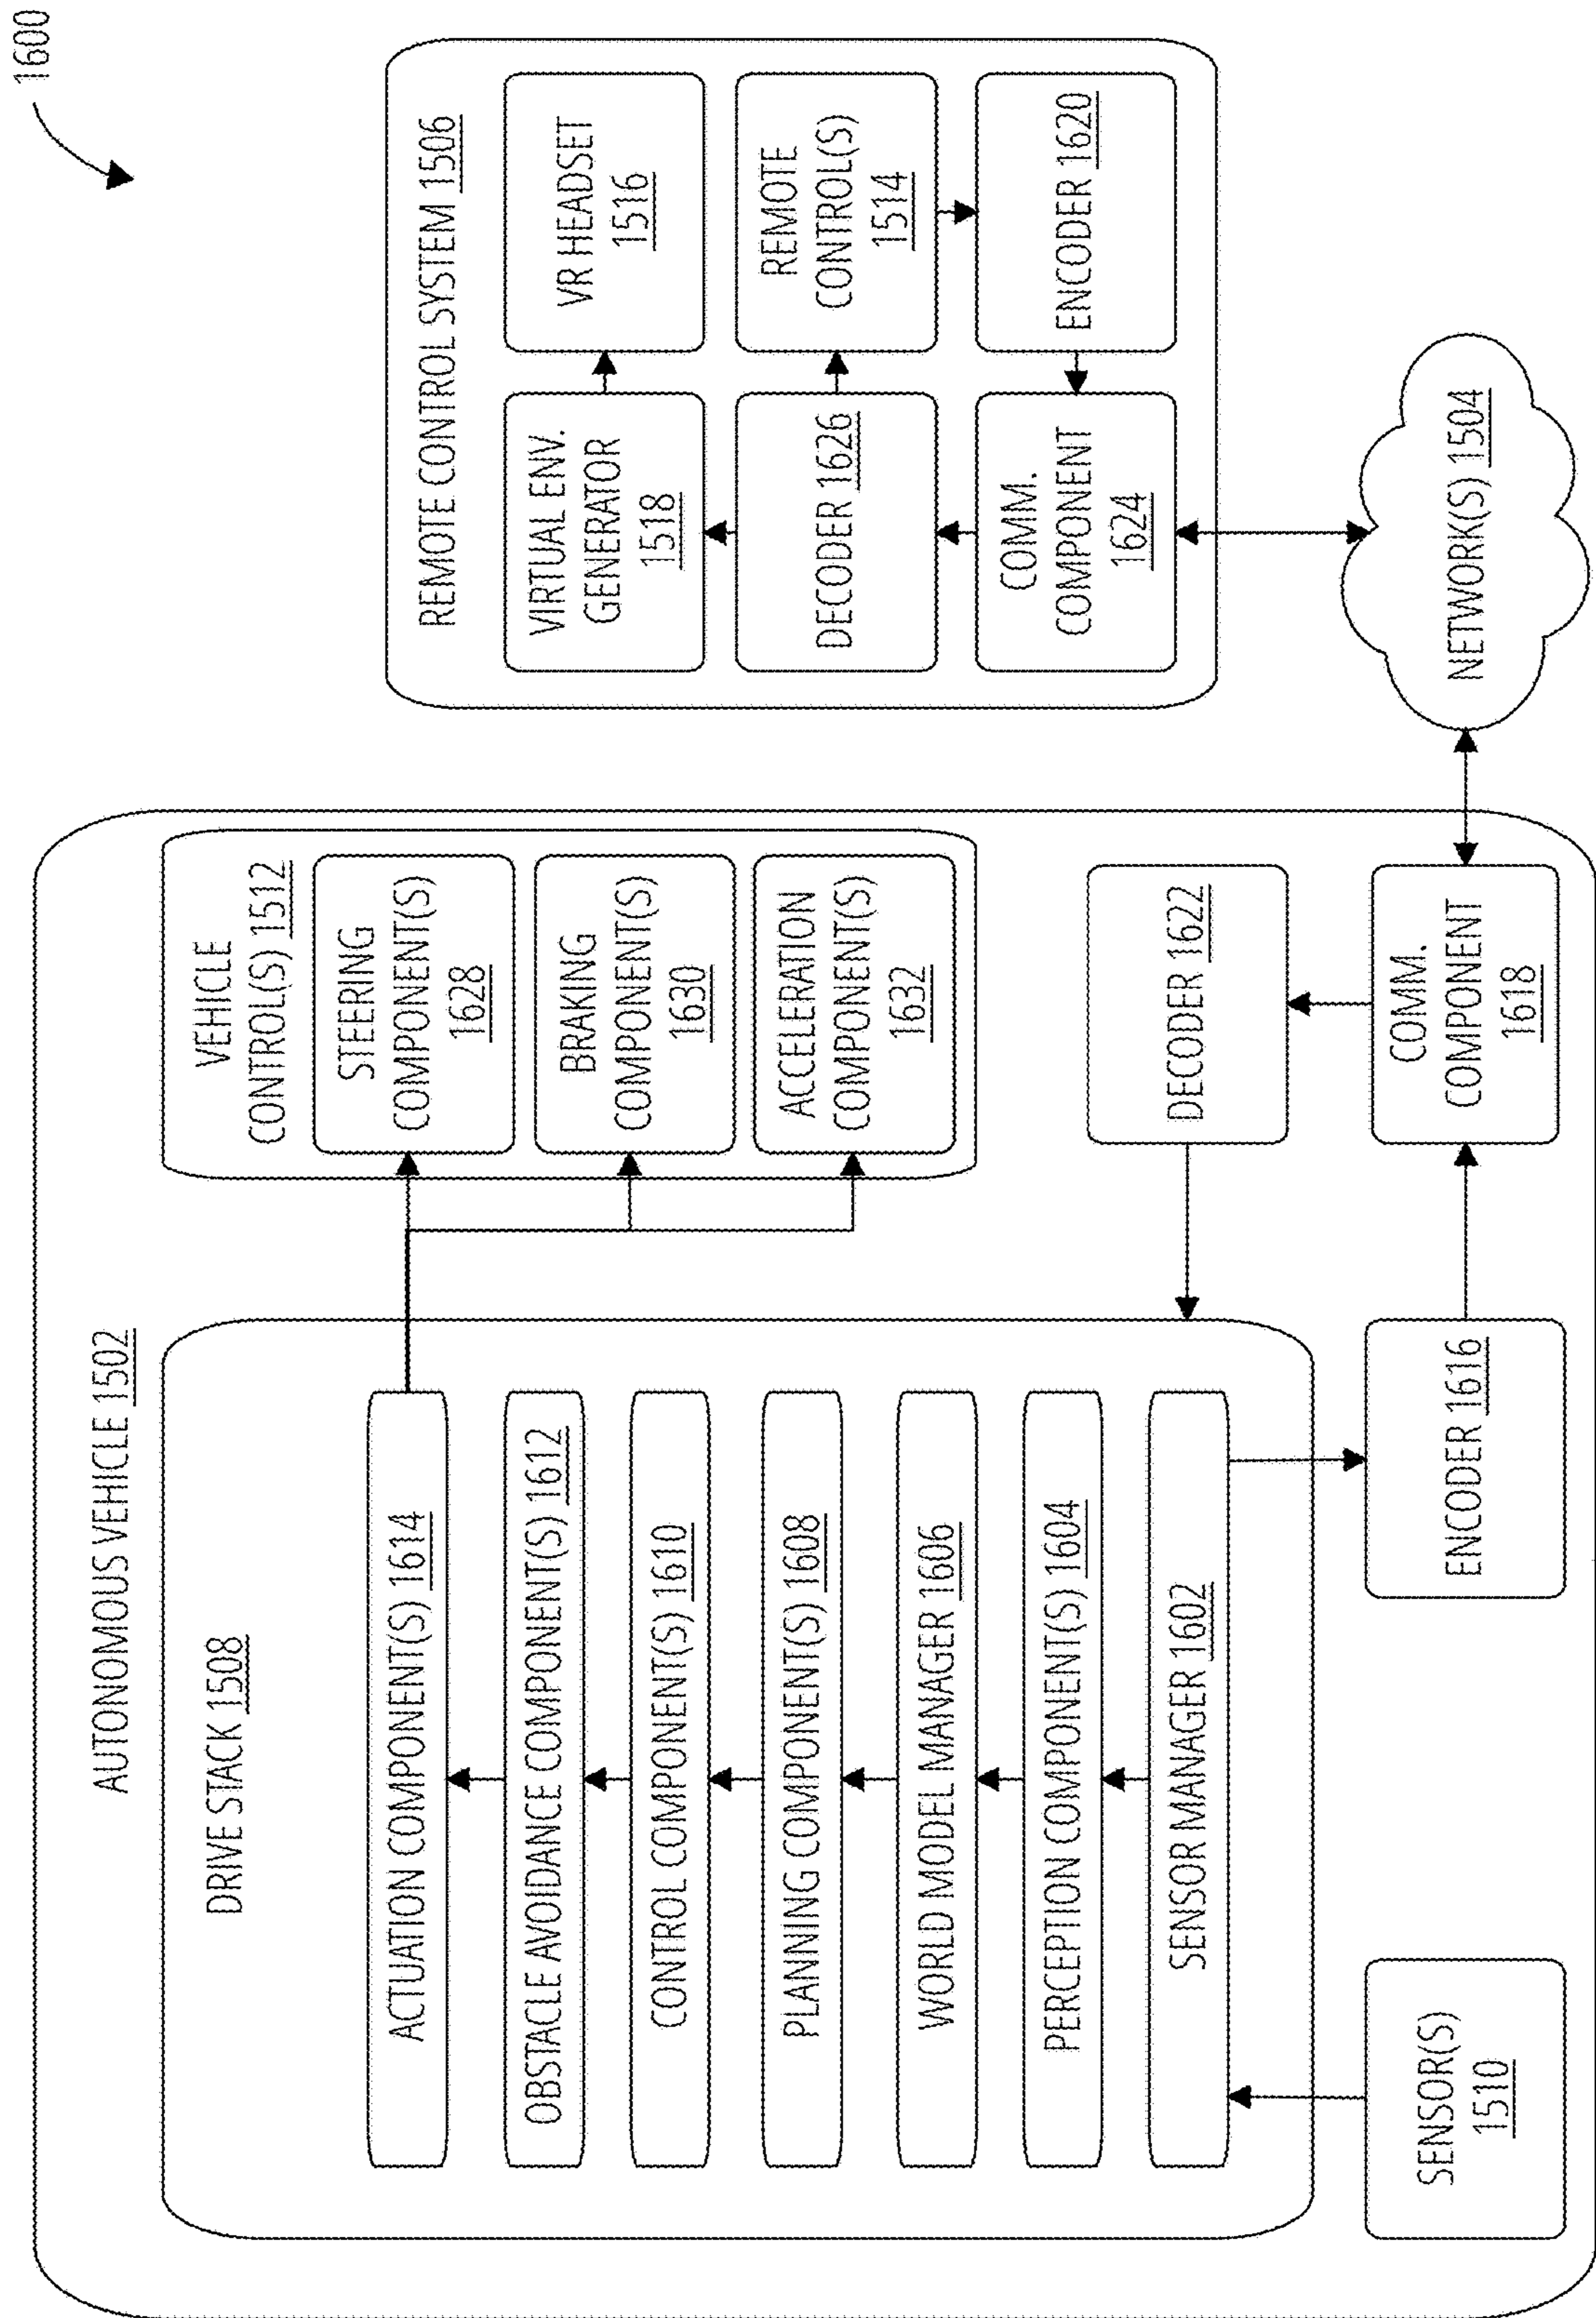 1600
AUTONOMOUS VEHICLE 1502
DRIVE STACK 1508
ACTUATION COMPONENT(S) 1614
OBSTACLE AVOIDANCE COMPONENT(S) 1612
CONTROL COMPONENT(S) 1610
PLANNING COMPONENT(S) 1608
WORLD MODEL MANAGER 1606
PERCEPTION COMPONENT(S) 1604
SENSOR MANAGER 1602
SENSOR(S)
1510
ENCODER 1616
VEHICLE
CONTROL(S) 1512
STEERING
COMPONENT(S)
1628
BRAKING
COMPONENT(S)
1630
ACCELERATION
COMPONENT(S)
1632
DECODER 1622
COMM.
COMPONENT
1618
REMOTE CONTROL SYSTEM 1506
VIRTUAL ENV.
GENERATOR
1518
VR HEADSET
1516
DECODER 1626
REMOTE
CONTROL(S)
1514
COMM.
COMPONENT
1624
ENCODER 1620
NETWORK(S) 1504